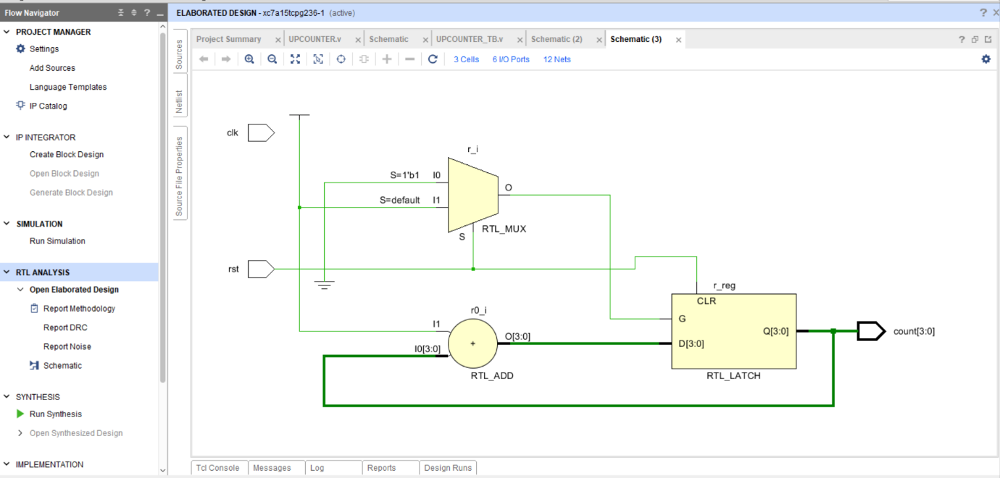 Flow Navigator
?
ELABORATED DESIGN - xc7a15tcpg236-1 (active)
?
PROJECT MANAGER
Settings
Add Sources
Language Templates
IP Catalog
IP INTEGRATOR
Create Block Design
Open Block Design
Generate Block Design
SIMULATION
Run Simulation
RTL ANALYSIS
Open Elaborated Design
Report Methodology
Report DRC
Report Noise
Schematic
SYNTHESIS
Run Synthesis
Open Synthesized Design
IMPLEMENTATION
Sources
Netlist
Source File Properties
Project Summary
UPCOUNTER.v
Schematic
UPCOUNTER_TB.v
Schematic (2)
Schematic (3)
?
3 Cells 6 I/O Ports 12 Nets
clk
r_i
S=1'b1 I0
O
S=default I1
S
RTL_MUX
rst
r_reg
CLR
G
D[3:0]
Q[3:0]
count[3:0]
RTL_LATCH
r0_i
I1
+
O[3:0]
I0[3:0]
RTL_ADD
Tcl Console
Messages
Log
Reports
Design Runs